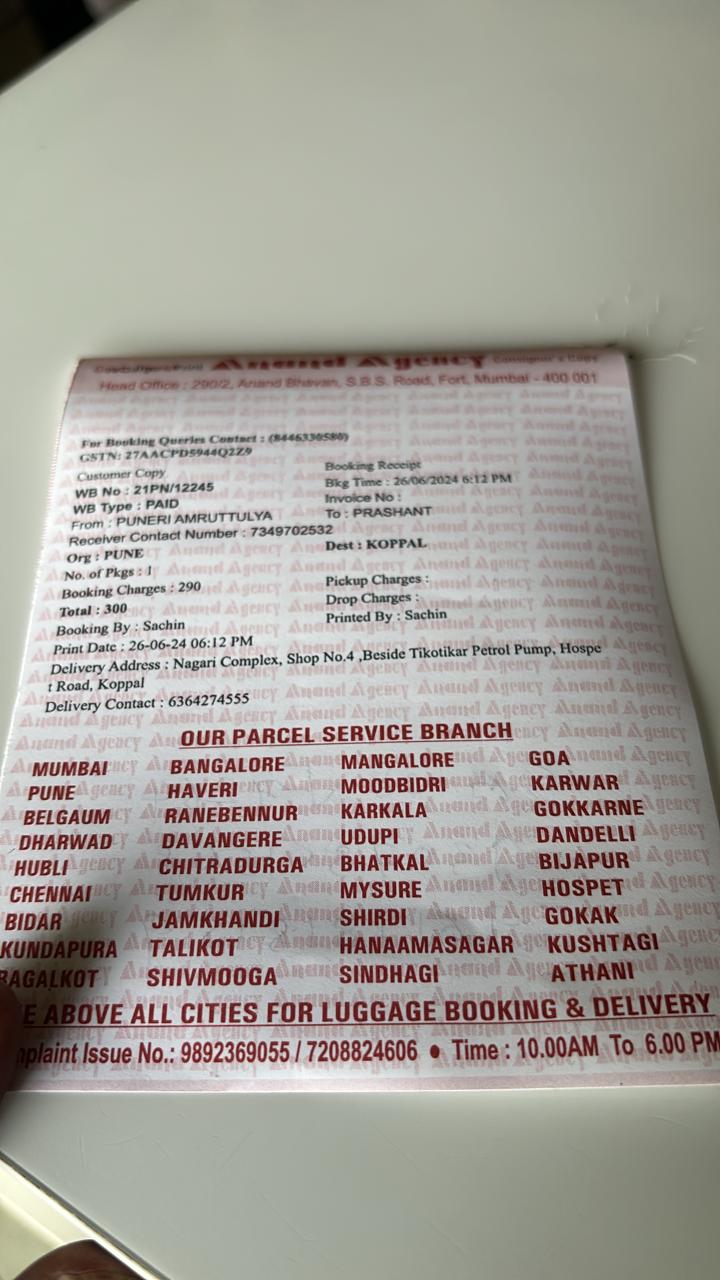 Anand Agency Consignor's Copy
Head Office : 290/2, Anand Bhavan, S.B.S. Road, Fort, Mumbai - 400 001
For Booking Queries Contact : (8446330580)
GSTN: 27AACPD5944Q2Z9
Customer Copy Booking Receipt
WB No : 21PN/12245 Bkg Time : 26/06/2024 6:12 PM
WB Type : PAID Invoice No :
From : PUNERI AMRUTTULYA To : PRASHANT
Receiver Contact Number : 7349702532
Org : PUNE Dest : KOPPAL
No. of Pkgs : 1
Booking Charges : 290 Pickup Charges :
Total : 300 Drop Charges :
Booking By : Sachin Printed By : Sachin
Print Date : 26-06-24 06:12 PM
Delivery Address : Nagari Complex, Shop No.4 ,Beside Tikotikar Petrol Pump, Hospe
t Road, Koppal
Delivery Contact : 6364274555
OUR PARCEL SERVICE BRANCH
MUMBAI BANGALORE MANGALORE GOA
PUNE HAVERI MOODBIDRI KARWAR
BELGAUM RANEBENNUR KARKALA GOKKARNE
DHARWAD DAVANGERE UDUPI DANDELLI
HUBLI CHITRADURGA BHATKAL BIJAPUR
CHENNAI TUMKUR MYSURE HOSPET
BIDAR JAMKHANDI SHIRDI GOKAK
KUNDAPURA TALIKOT HANAAMASAGAR KUSHTAGI
BAGALKOT SHIVMOOGA SINDHAGI ATHANI
E ABOVE ALL CITIES FOR LUGGAGE BOOKING & DELIVERY
plaint Issue No.: 9892369055 / 7208824606 ● Time : 10.00AM To 6.00 PM